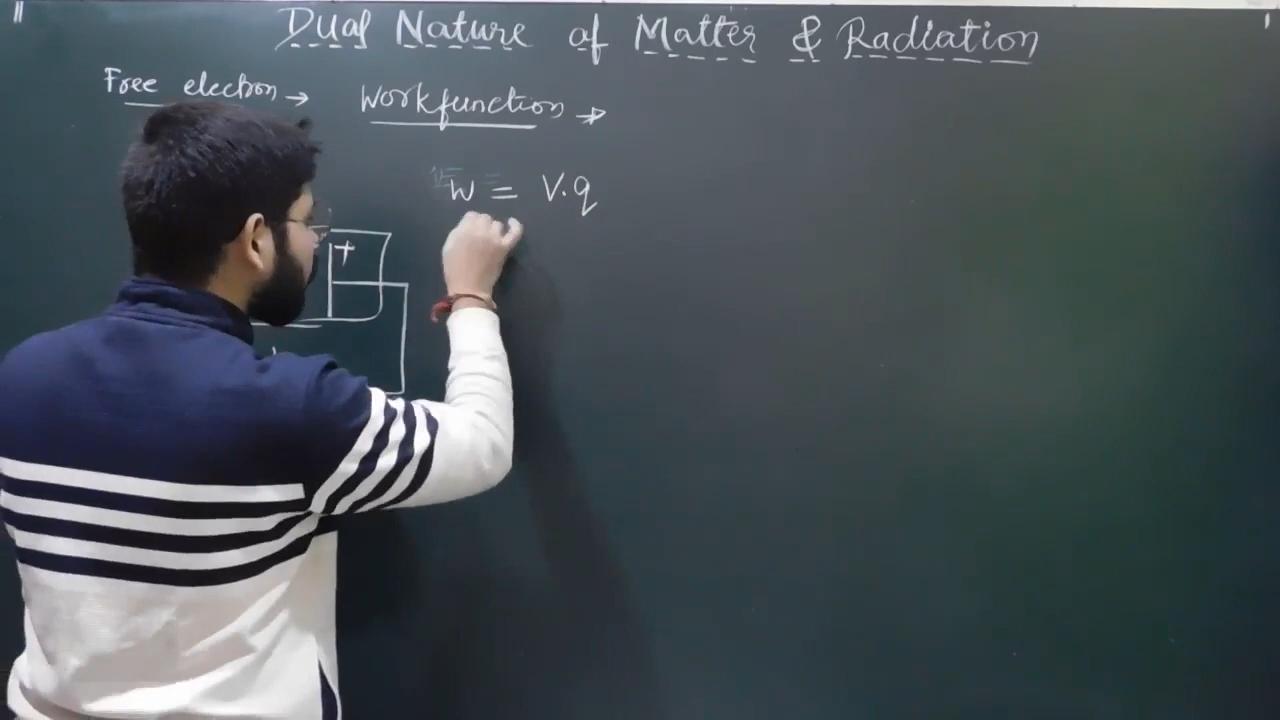 Dual Nature of Matter & Radiation
Free electron → Workfunction →
W = V.q
+